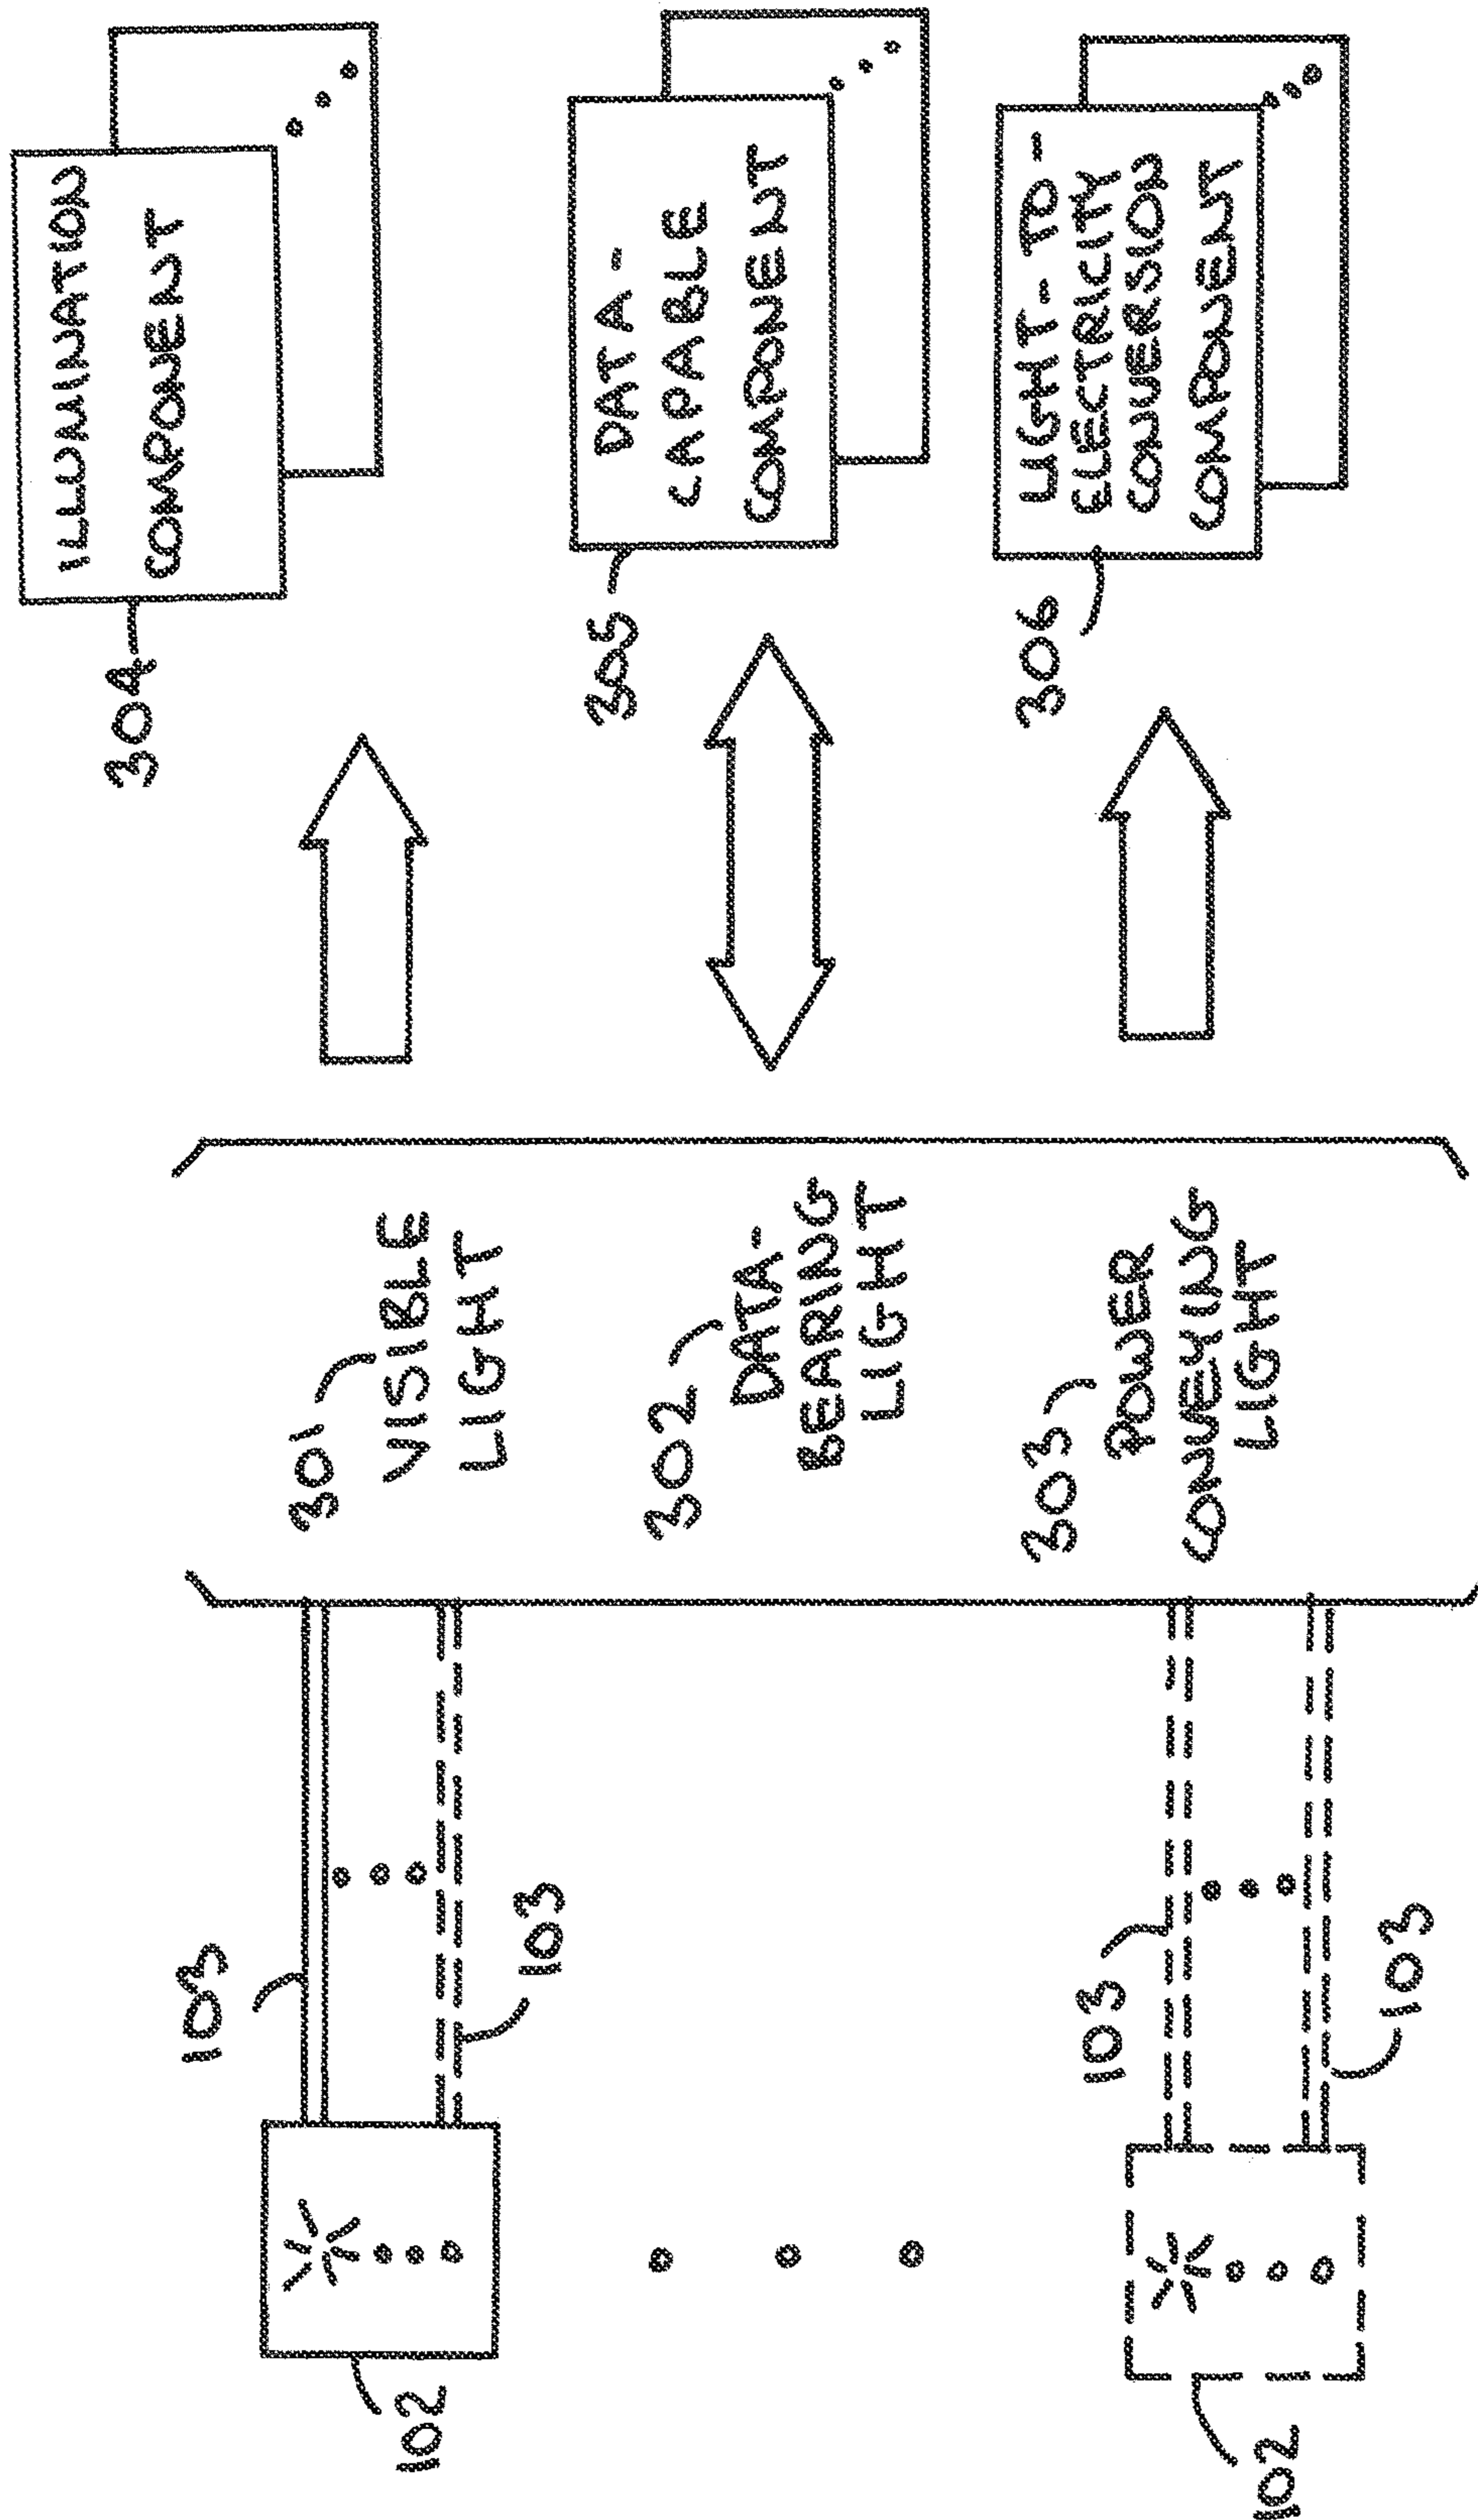 102
103
103
301
VISIBLE
LIGHT
304
ILLUMINATION
COMPONENT
302
DATA-
BEARING
LIGHT
305
DATA-
CAPABLE
COMPONENT
102
103
103
303
POWER
CONVEYING
LIGHT
306
LIGHT-TO-
ELECTRICITY
CONVERSION
COMPONENT